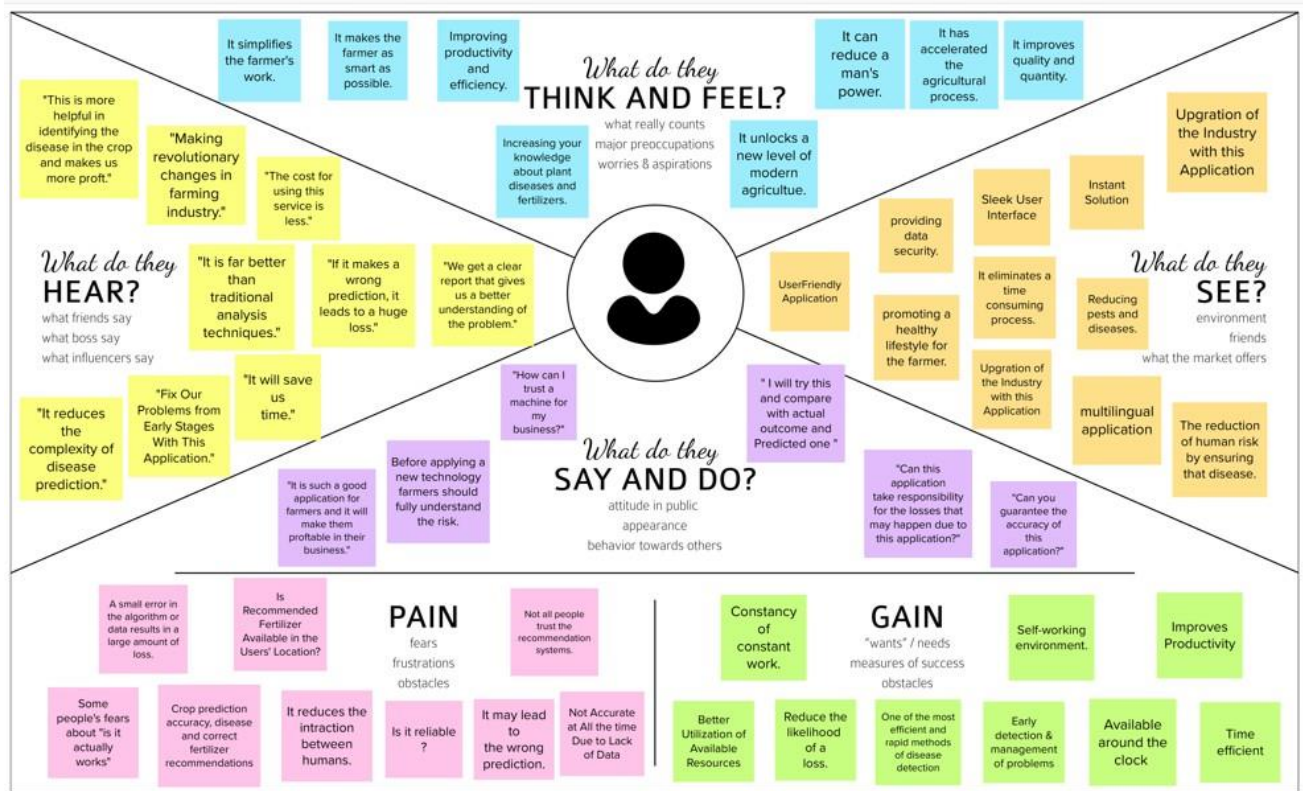 It simplifies
the farmer's
work.
It makes the
farmer as
smart as
possible.
Improving
productivity
and
efficiency.
What do they
THINK AND FEEL?
what really counts
major preoccupations
worries & aspirations
It can
reduce a
man's
power.
It has
accelerated
the
agricultural
process.
It improves
quality and
quantity.
Increasing your
knowledge
about plant
diseases and
fertilizers.
It unlocks a
new level of
modern
agricultue.
"This is more
helpful in
identifying the
disease in the crop
and makes us
more proft."
"Making
revolutionary
changes in
farming
industry."
"The cost for
using this
service is
less."
What do they
HEAR?
what friends say
what boss say
what influencers say
"It is far better
than
traditional
analysis
techniques."
"If it makes a
wrong
prediction, it
leads to a huge
loss."
"We get a clear
report that gives
us a better
understanding of
the problem."
"It reduces
the
complexity of
disease
prediction."
"Fix Our
Problems from
Early Stages
With This
Application."
"It will save
us
time."
Upgration of
the Industry
with this
Application
Instant
Solution
Sleek User
Interface
providing
data
security.
What do they
SEE?
environment
friends
what the market offers
UserFriendly
Application
It eliminates a
time
consuming
process.
Reducing
pests and
diseases.
promoting a
healthy
lifestyle for
the farmer.
Upgration of
the Industry
with this
Application
multilingual
application
The reduction
of human risk
by ensuring
that disease.
"How can I
trust a
machine for
my
business?"
" I will try this
and compare
with actual
outcome and
Predicted one "
What do they
SAY AND DO?
attitude in public
appearance
behavior towards others
"It is such a good
application for
farmers and it will
make them
proftable in their
business."
Before applying a
new technology
farmers should
fully understand
the risk.
"Can this
application
take responsibility
for the losses that
may happen due to
this application?"
"Can you
guarantee the
accuracy of
this
application?"
PAIN
fears
frustrations
obstacles
A small error in
the algorithm or
data results in a
large amount of
loss.
Is
Recommended
Fertilizer
Available in the
Users' Location?
Not all people
trust the
recommendation
systems.
Some
people's fears
about "is it
actually
works"
Crop prediction
accuracy, disease
and correct
fertilizer
recommendations
It reduces the
intraction
between
humans.
Is it reliable
?
It may lead
to
the wrong
prediction.
Not Accurate
at All the time
Due to Lack
of Data
GAIN
"wants" / needs
measures of success
obstacles
Constancy
of
constant
work.
Self-working
environment.
Improves
Productivity
Better
Utilization of
Available
Resources
Reduce the
likelihood of
a loss.
One of the most
efficient and
rapid methods
of disease
detection
Early
detection &
management
of problems
Available
around the
clock
Time
efficient